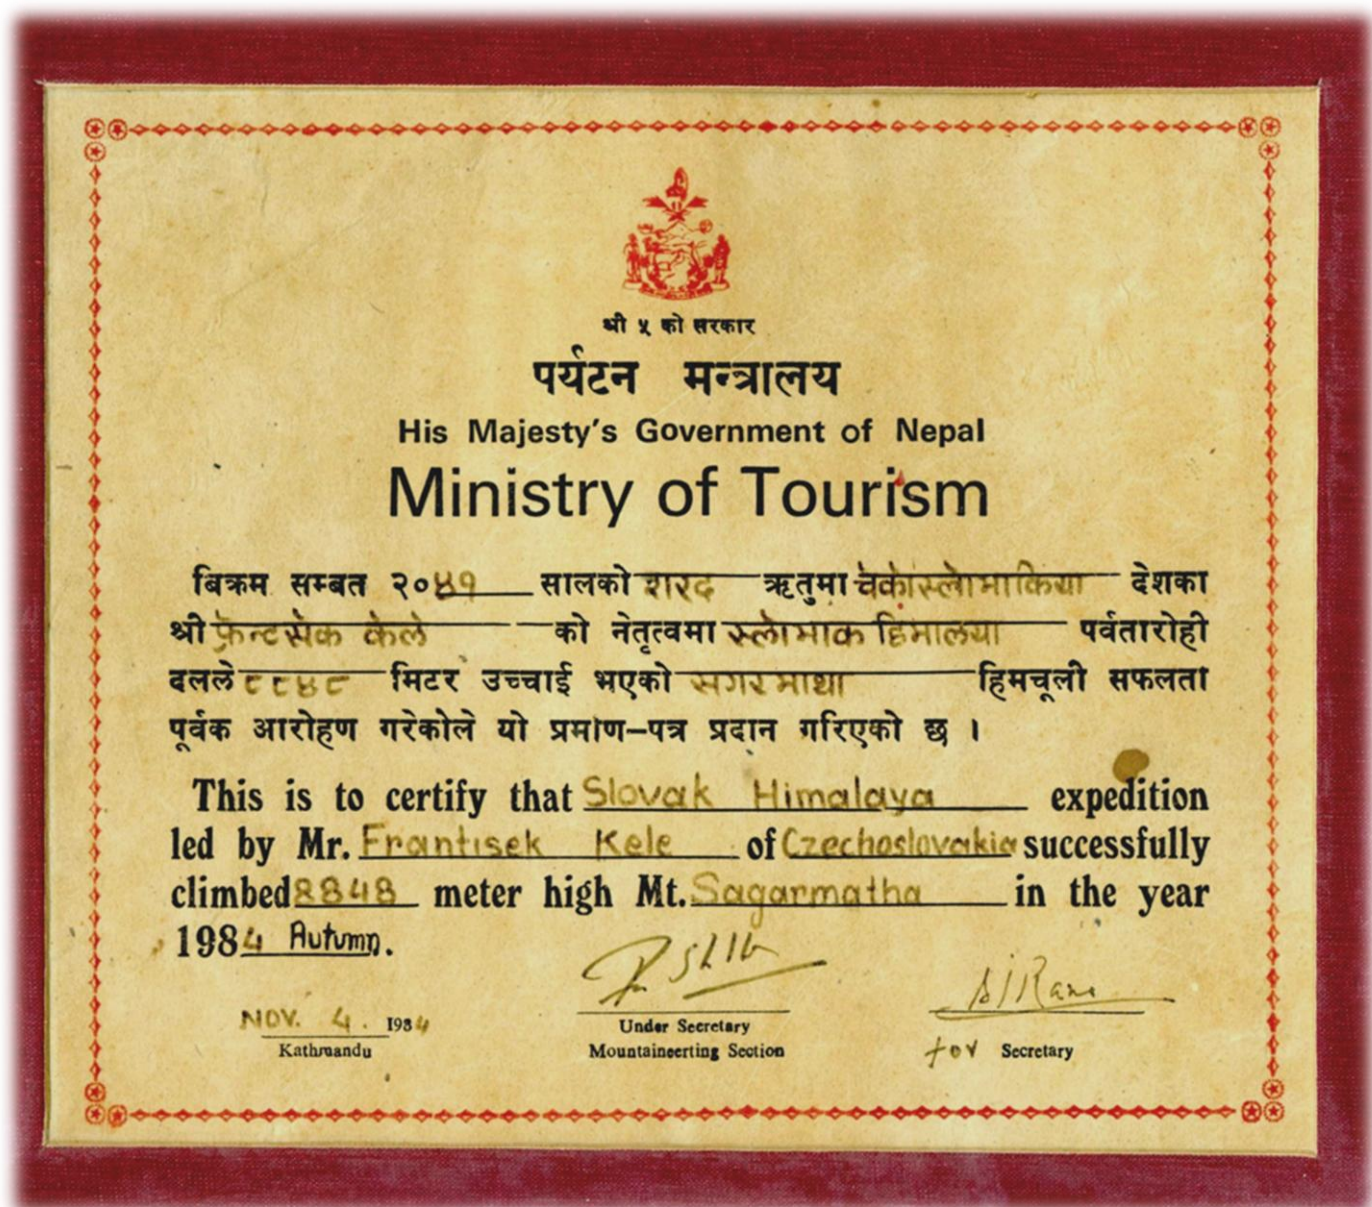 श्री ५ को सरकार
पर्यटन मन्त्रालय
His Majesty's Government of Nepal
Ministry of Tourism
बिक्रम सम्बत २०४१ सालको शरद ऋतुमा चेकोस्लोभाकिया देशका
श्री फ्रेन्टसेक केले को नेतृत्वमा स्लोभाक हिमालया पर्वतारोही
दलले ८८४८ मिटर उच्चाई भएको सगरमाथा हिमचूली सफलता
पूर्वक आरोहण गरेकोले यो प्रमाण-पत्र प्रदान गरिएको छ ।
This is to certify that Slovak Himalaya expedition
led by Mr. Frantisek Kele of Czechoslovakia successfully
climbed 8848 meter high Mt. Sagarmatha in the year
1984 Autumn.
NOV. 4. 1984
Kathmandu
Under Secretary
Mountaineerting Section
for Secretary